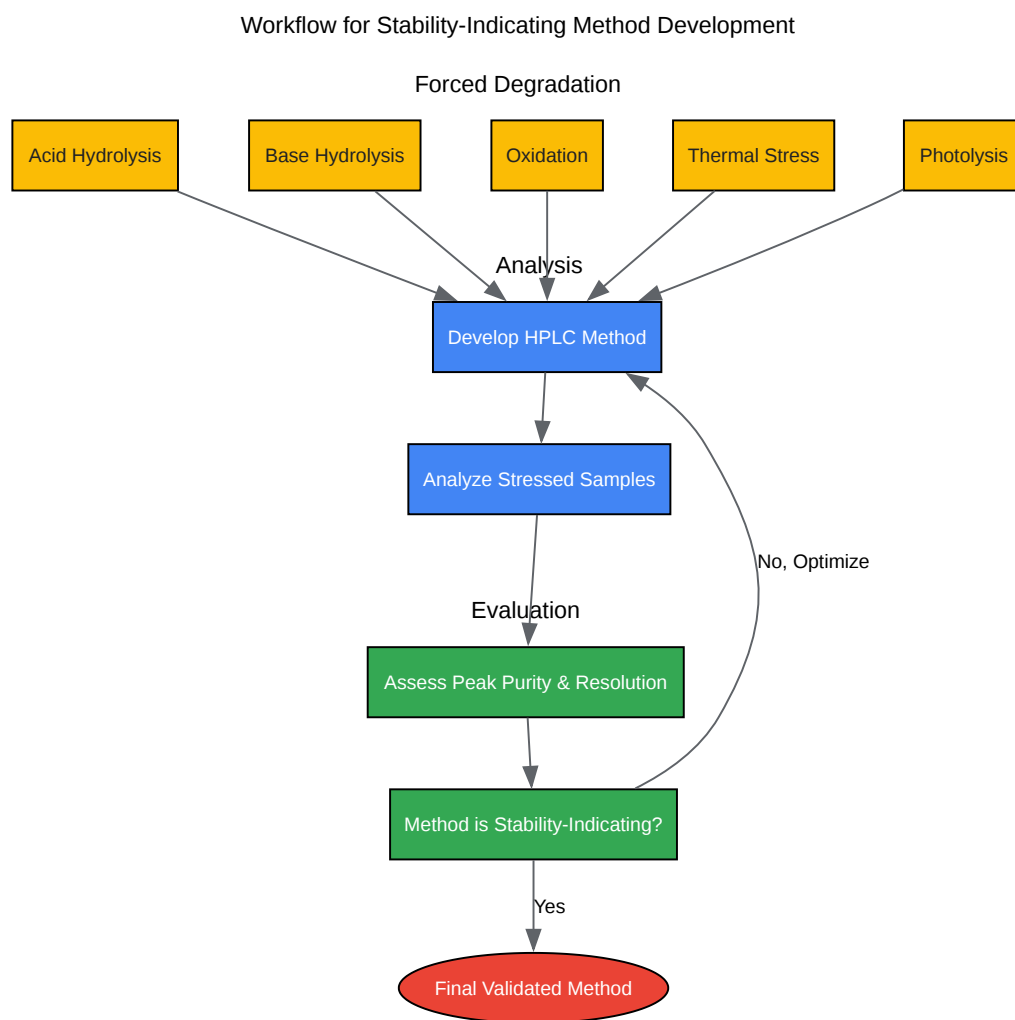 Workflow for Stability-Indicating Method Development
Forced Degradation
Acid Hydrolysis
Base Hydrolysis
Oxidation
Thermal Stress
Photolysis
Analysis
Develop HPLC Method
Analyze Stressed Samples
No, Optimize
Evaluation
Assess Peak Purity & Resolution
Method is Stability-Indicating?
Yes
Final Validated Method